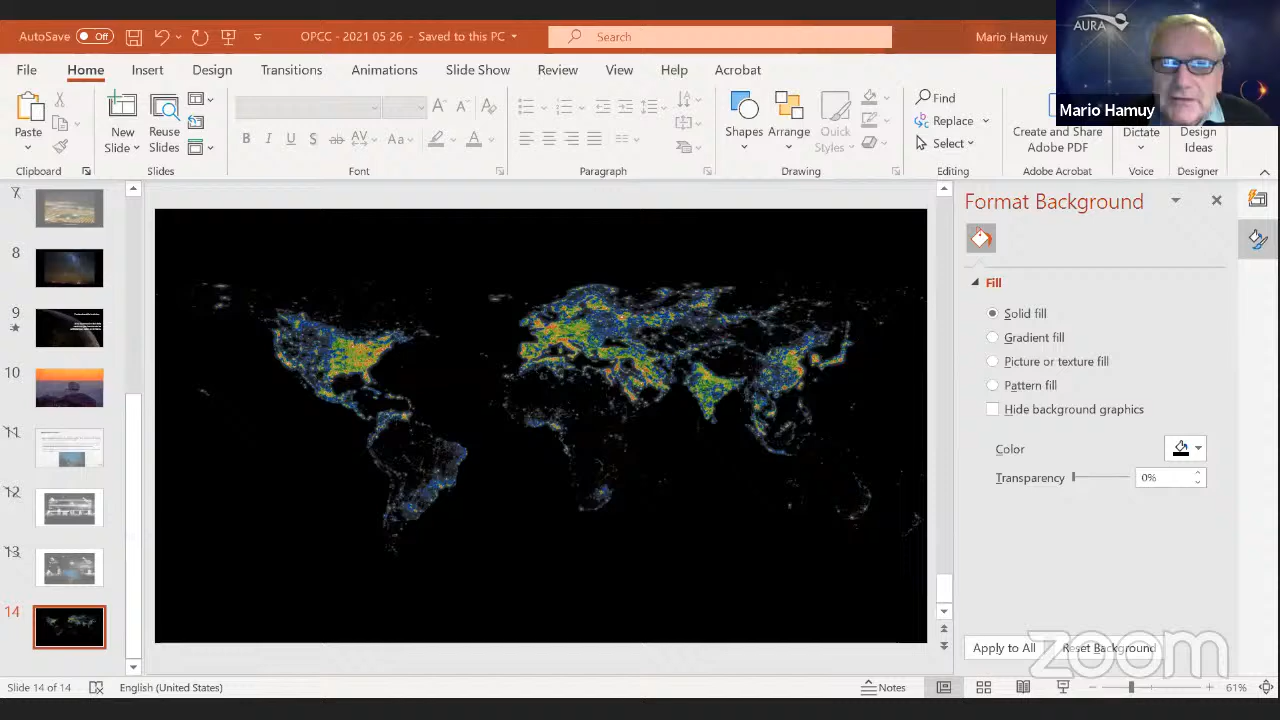 AutoSave Off OPCC - 2021 05 26 - Saved to this PC Search Mario Hamuy
AURA
Mario Hamuy
File Home Insert Design Transitions Animations Slide Show Review View Help Acrobat
Paste
New Slide
Reuse Slides
Shapes
Arrange
Quick Styles
Find
Replace
Select
Create and Share Adobe PDF
Dictate
Design Ideas
B I U S ab AV Aa A
Clipboard Slides Font Paragraph Drawing Editing Adobe Acrobat Voice Designer
7
8
9
10
11
12
13
14
Format Background
Fill
Solid fill
Gradient fill
Picture or texture fill
Pattern fill
Hide background graphics
Color
Transparency 0%
Apply to All Reset Background
zoom
Slide 14 of 14 English (United States) Notes 61%